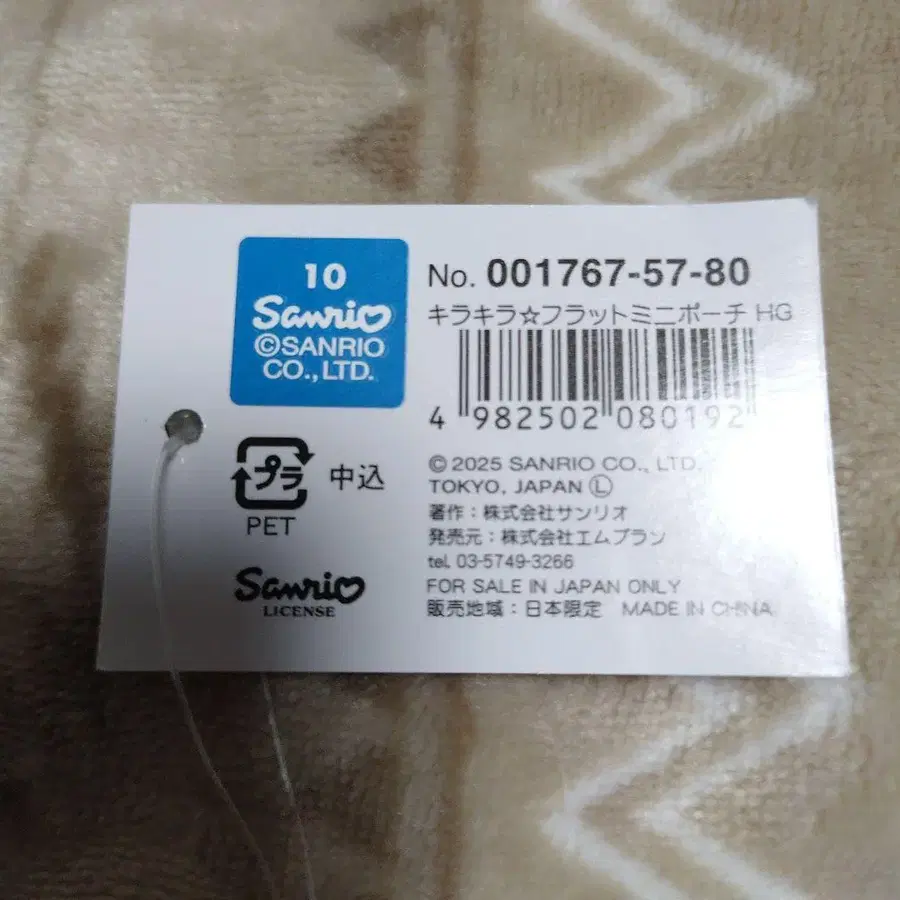 10
Sanrio
©SANRIO
CO.,LTD.
No. 001767-57-80
キラキラ☆フラットミニポーチ HG
4 982502 080192
プラ 中込
PET
Sanrio
LICENSE
© 2025 SANRIO CO., LTD.
TOKYO, JAPAN Ⓛ
著作:株式会社サンリオ
発売元:株式会社エムプラン
tel. 03-5749-3266
FOR SALE IN JAPAN ONLY
販売地域:日本限定 MADE IN CHINA